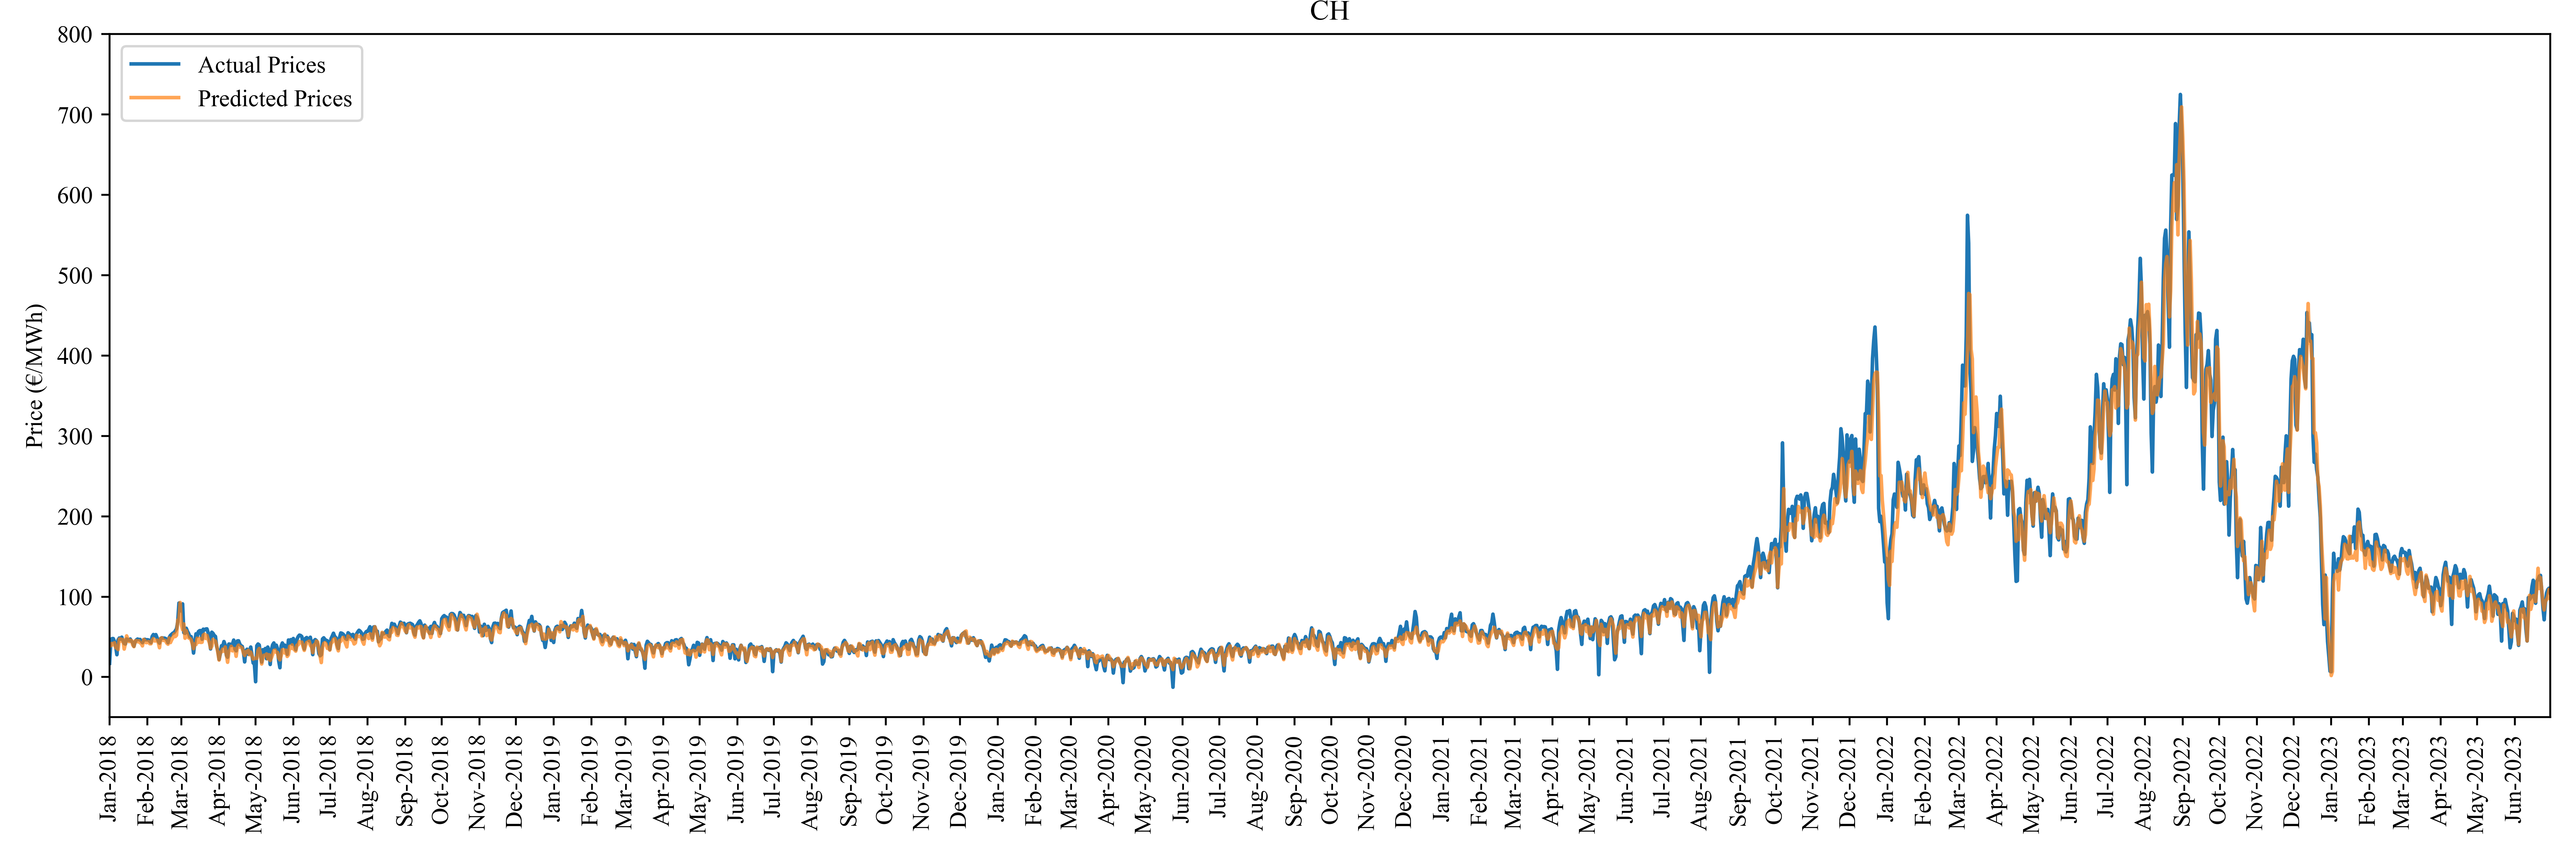 CH
Actual Prices
Predicted Prices
Price (€/MWh)
800
700
600
500
400
300
200
100
0
Jan-2018
Feb-2018
Mar-2018
Apr-2018
May-2018
Jun-2018
Jul-2018
Aug-2018
Sep-2018
Oct-2018
Nov-2018
Dec-2018
Jan-2019
Feb-2019
Mar-2019
Apr-2019
May-2019
Jun-2019
Jul-2019
Aug-2019
Sep-2019
Oct-2019
Nov-2019
Dec-2019
Jan-2020
Feb-2020
Mar-2020
Apr-2020
May-2020
Jun-2020
Jul-2020
Aug-2020
Sep-2020
Oct-2020
Nov-2020
Dec-2020
Jan-2021
Feb-2021
Mar-2021
Apr-2021
May-2021
Jun-2021
Jul-2021
Aug-2021
Sep-2021
Oct-2021
Nov-2021
Dec-2021
Jan-2022
Feb-2022
Mar-2022
Apr-2022
May-2022
Jun-2022
Jul-2022
Aug-2022
Sep-2022
Oct-2022
Nov-2022
Dec-2022
Jan-2023
Feb-2023
Mar-2023
Apr-2023
May-2023
Jun-2023